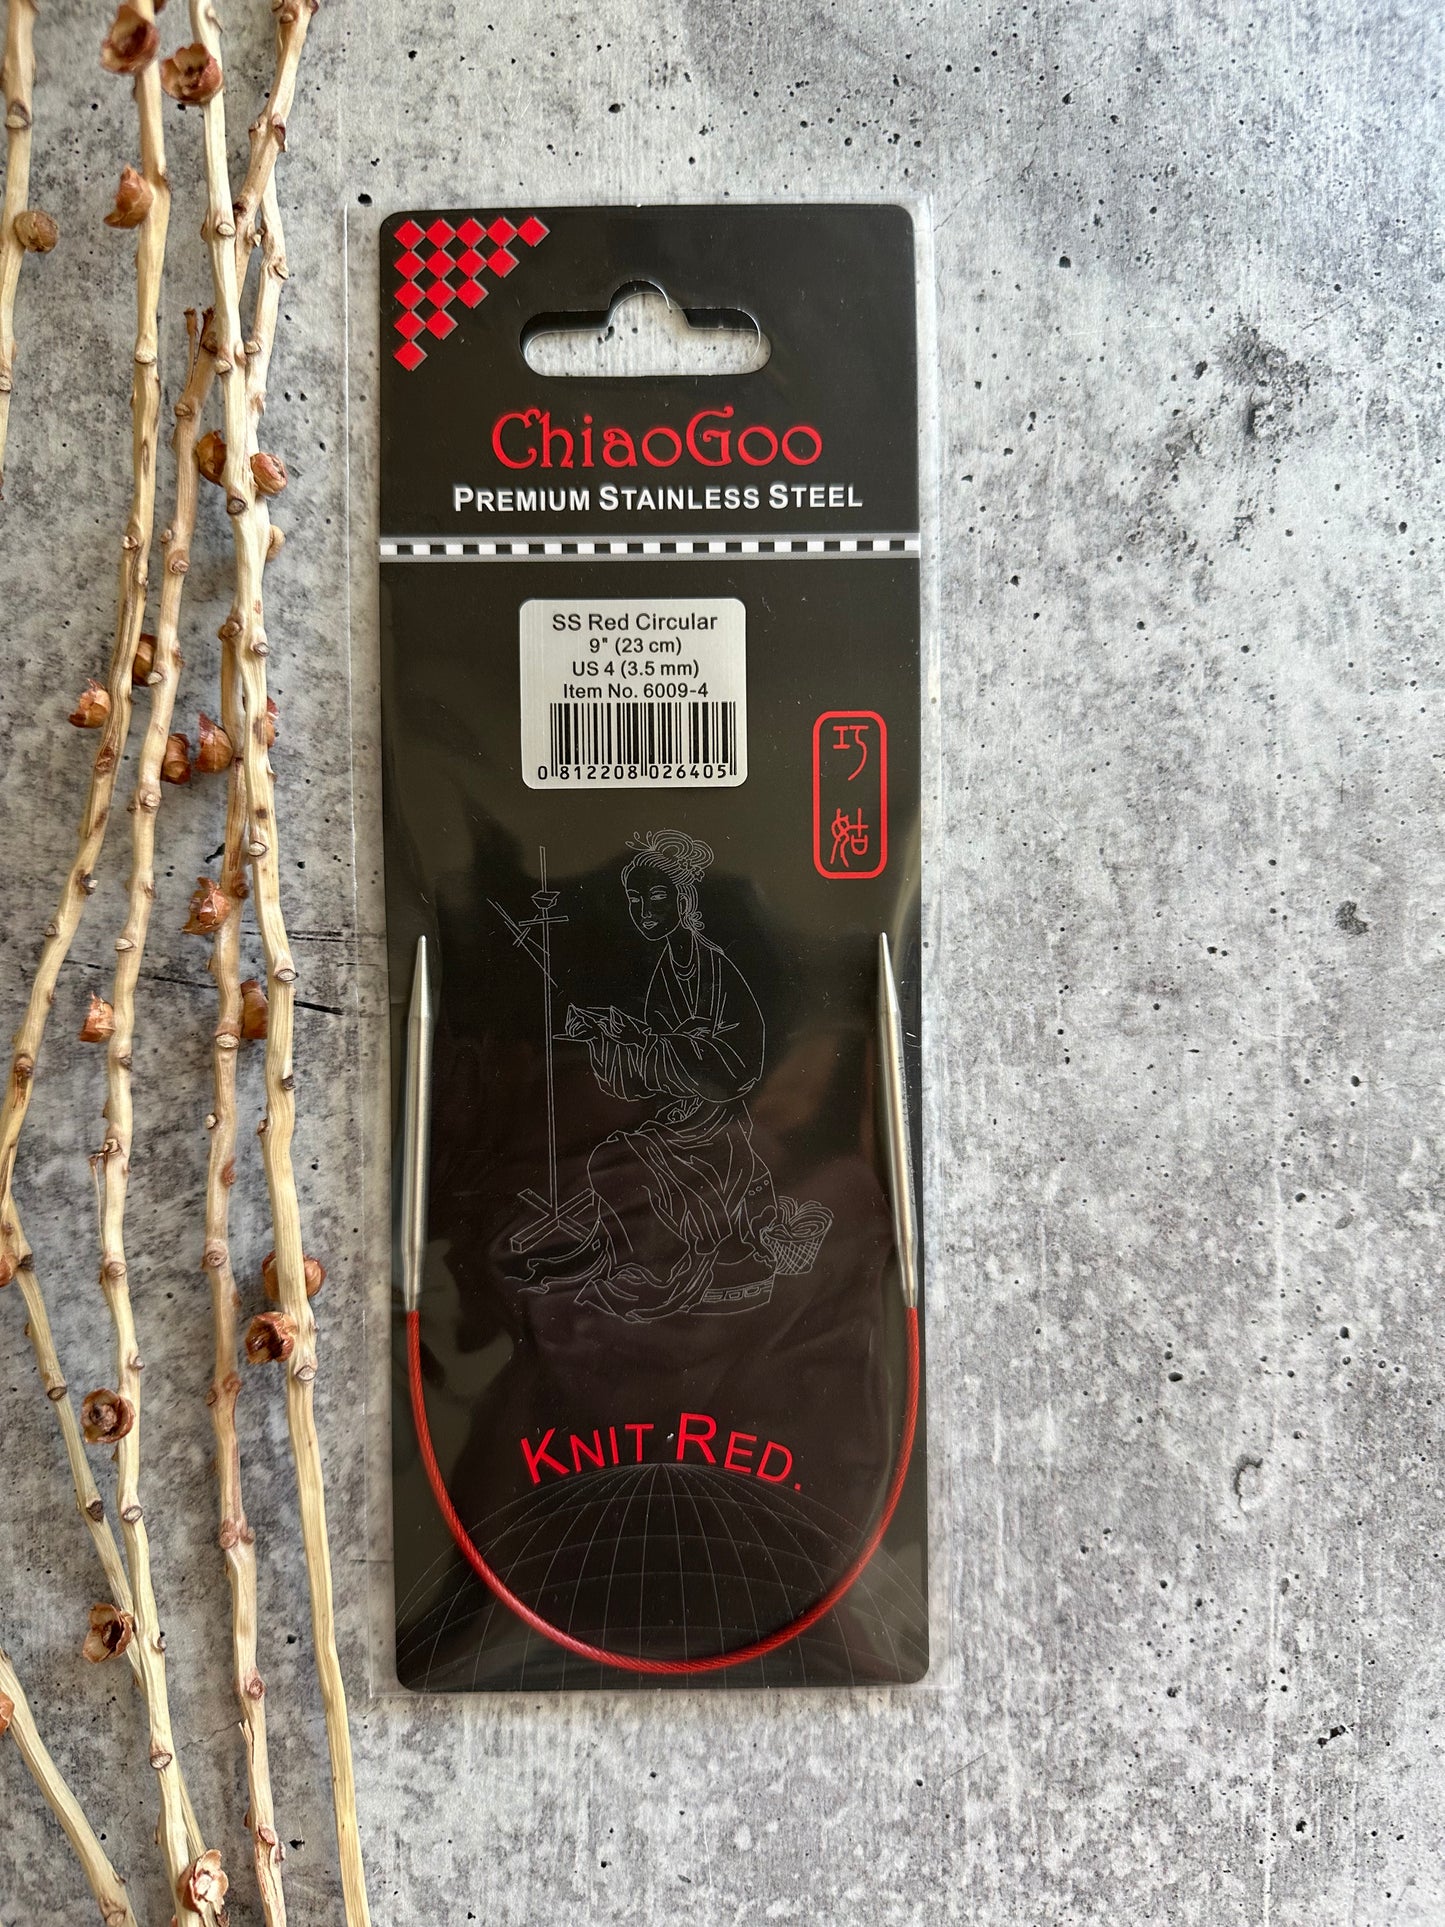 ChiaoGoo
PREMIUM STAINLESS STEEL
SS Red Circular
9" (23 cm)
US 4 (3.5 mm)
Item No. 6009-4
0 812208 026405
巧
姑
KNIT RED.